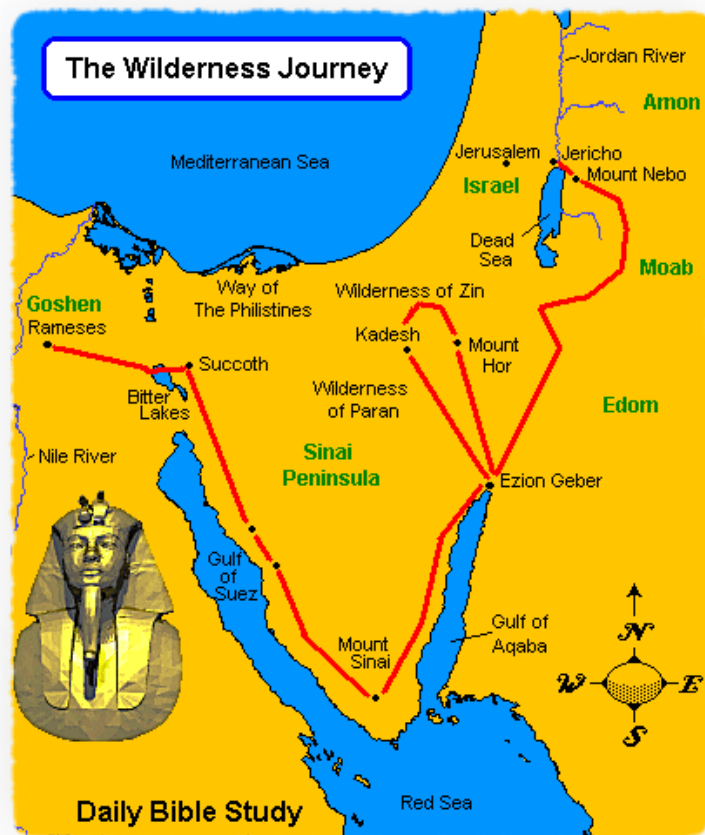 The Wilderness Journey
Jordan River
Amon
Mediterranean Sea
Jerusalem
Jericho
Israel
Mount Nebo
Dead
Sea
Moab
Way of
The Philistines
Wilderness of Zin
Goshen
Rameses
Kadesh
Mount
Hor
Succoth
Bitter
Lakes
Wilderness
of Paran
Edom
Nile River
Sinai
Peninsula
Ezion Geber
Gulf
of
Suez
Gulf of
Aqaba
Mount
Sinai
N
W
E
S
Red Sea
Daily Bible Study